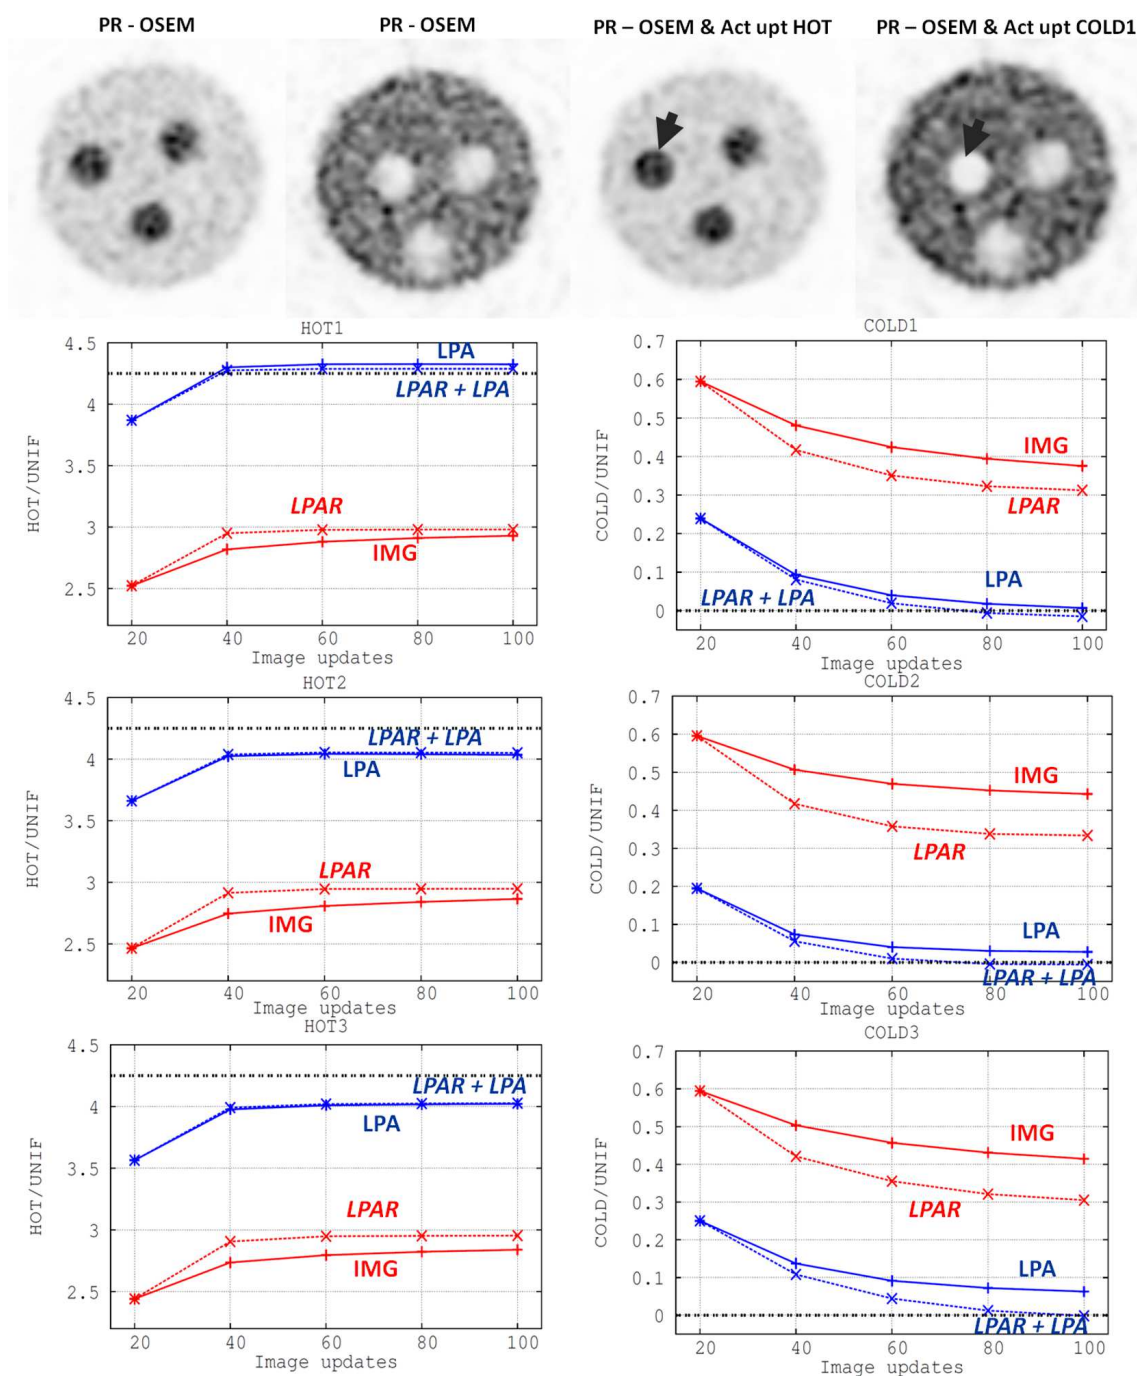 PR - OSEM
PR - OSEM
PR – OSEM & Act upt HOT
PR – OSEM & Act upt COLD1
HOT1
4.5
4
3.5
3
2.5
HOT/UNIF
LPA
LPAR + LPA
LPAR
IMG
20 40 60 80 100
Image updates
COLD1
0.7
0.6
0.5
0.4
0.3
0.2
0.1
0
COLD/UNIF
IMG
LPAR
LPA
LPAR + LPA
20 40 60 80 100
Image updates
HOT2
4.5
4
3.5
3
2.5
HOT/UNIF
LPAR + LPA
LPA
LPAR
IMG
20 40 60 80 100
Image updates
COLD2
0.7
0.6
0.5
0.4
0.3
0.2
0.1
0
COLD/UNIF
IMG
LPAR
LPA
LPAR + LPA
20 40 60 80 100
Image updates
HOT3
4.5
4
3.5
3
2.5
HOT/UNIF
LPAR + LPA
LPA
LPAR
IMG
20 40 60 80 100
Image updates
COLD3
0.7
0.6
0.5
0.4
0.3
0.2
0.1
0
COLD/UNIF
IMG
LPAR
LPA
LPAR + LPA
20 40 60 80 100
Image updates